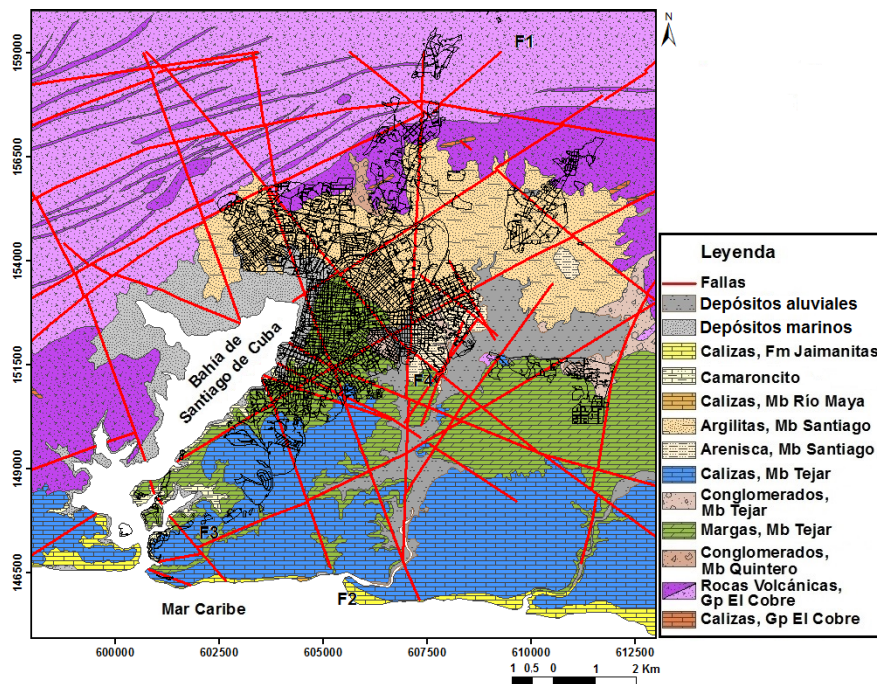 N
F1
159000
156500
154000
151500
149000
146500
Bahía de
Santiago de Cuba
F4
F3
F2
Mar Caribe
600000
602500
605000
607500
610000
612500
1 0.5 0 1 2 Km
Leyenda
Fallas
Depósitos aluviales
Depósitos marinos
Calizas, Fm Jaimanitas
Camaroncito
Calizas, Mb Río Maya
Argilitas, Mb Santiago
Arenisca, Mb Santiago
Calizas, Mb Tejar
Conglomerados,
Mb Tejar
Margas, Mb Tejar
Conglomerados,
Mb Quintero
Rocas Volcánicas,
Gp El Cobre
Calizas, Gp El Cobre